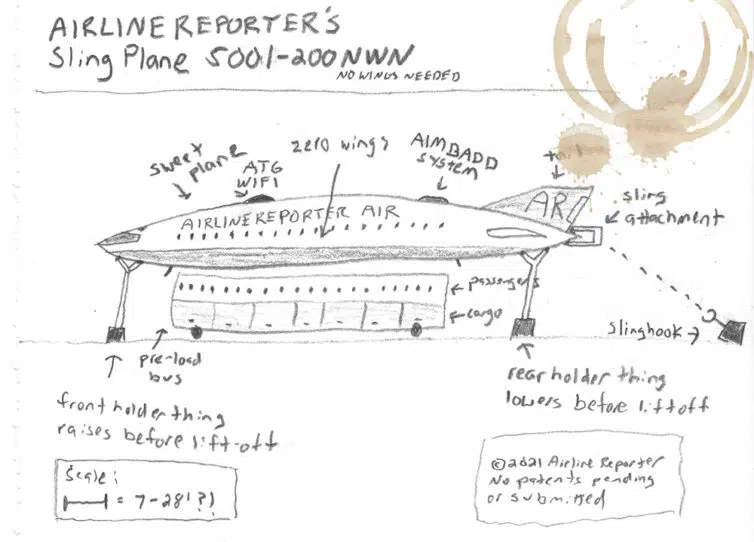 AIRLINEREPORTER'S
Sling Plane 5001-200NWN
NO WINGS NEEDED
sweet plane
ATG
WIFI
zero wings
AIMBADD
SYSTEM
tail
sling
attachment
AR
AIRLINEREPORTER AIR
passengers
cargo
slinghook
pre-load
bus
front holder thing
raises before lift-off
rear holder thing
lowers before liftoff
Scale:
= 7-28'?!
©2021 Airline Reporter
No patents pending
or submitted